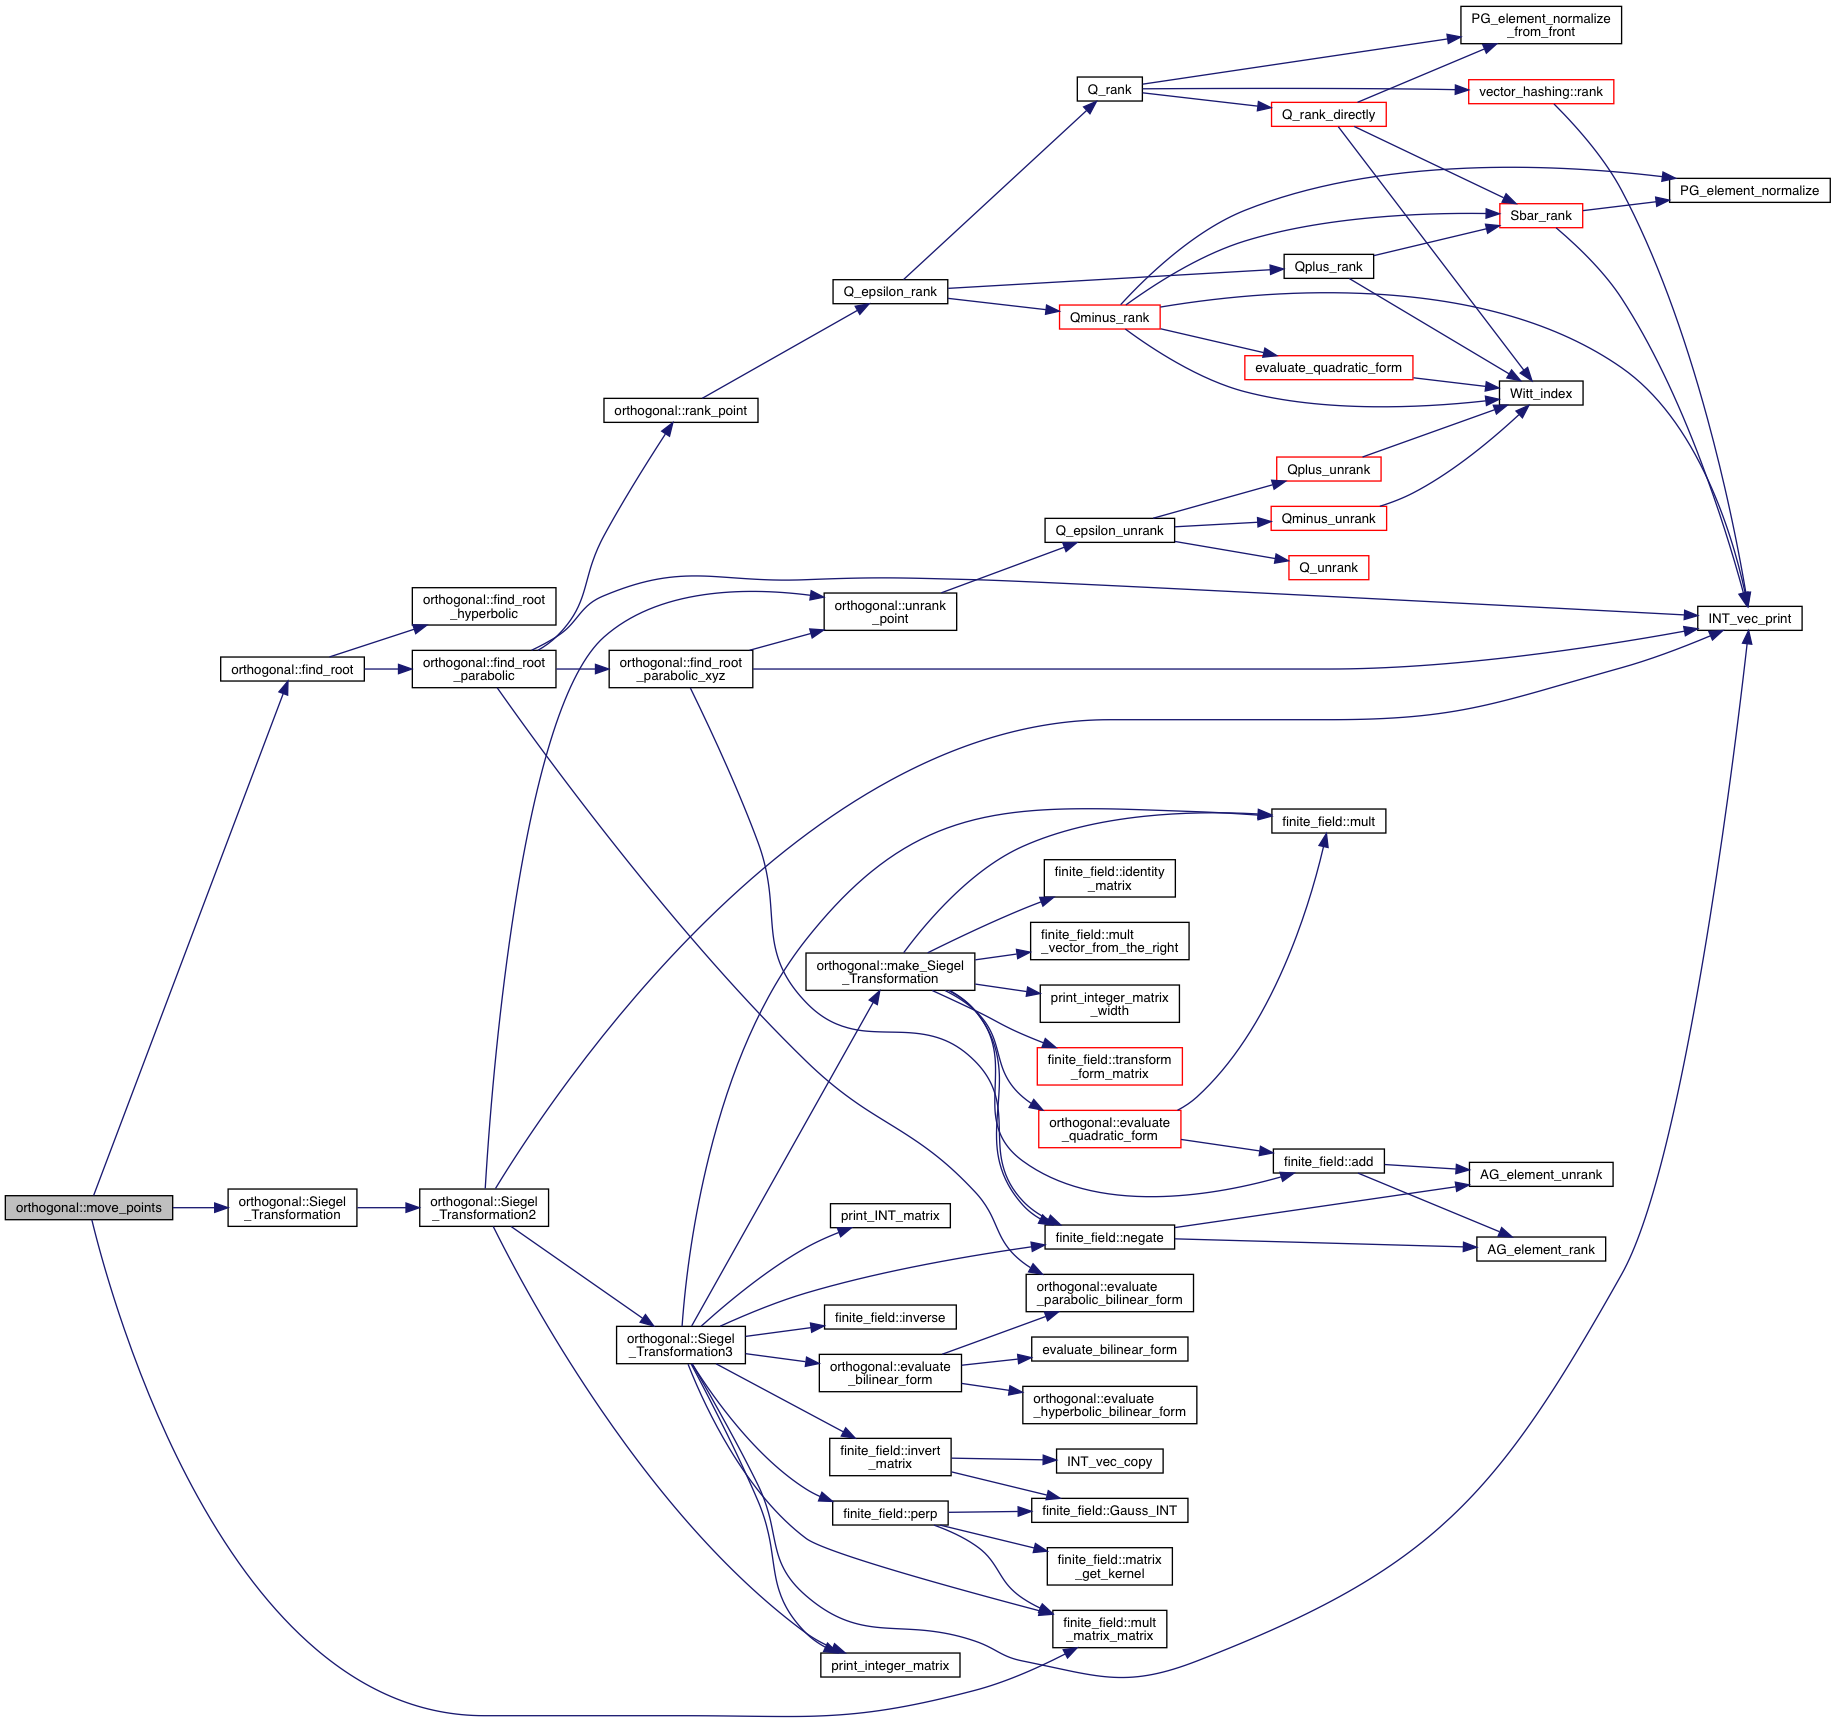 PG_element_normalize
_from_front
Q_rank
vector_hashing::rank
Q_rank_directly
PG_element_normalize
Sbar_rank
Qplus_rank
Q_epsilon_rank
Qminus_rank
evaluate_quadratic_form
Witt_index
orthogonal::rank_point
Qplus_unrank
Qminus_unrank
Q_epsilon_unrank
Q_unrank
orthogonal::find_root
_hyperbolic
orthogonal::unrank
_point
INT_vec_print
orthogonal::find_root
orthogonal::find_root
_parabolic
orthogonal::find_root
_parabolic_xyz
finite_field::mult
finite_field::identity
_matrix
finite_field::mult
_vector_from_the_right
orthogonal::make_Siegel
_Transformation
print_integer_matrix
_width
finite_field::transform
_form_matrix
orthogonal::evaluate
_quadratic_form
finite_field::add
AG_element_unrank
orthogonal::move_points
orthogonal::Siegel
_Transformation
orthogonal::Siegel
_Transformation2
print_INT_matrix
finite_field::negate
AG_element_rank
orthogonal::evaluate
_parabolic_bilinear_form
finite_field::inverse
orthogonal::Siegel
_Transformation3
evaluate_bilinear_form
orthogonal::evaluate
_bilinear_form
orthogonal::evaluate
_hyperbolic_bilinear_form
finite_field::invert
_matrix
INT_vec_copy
finite_field::perp
finite_field::Gauss_INT
finite_field::matrix
_get_kernel
finite_field::mult
_matrix_matrix
print_integer_matrix